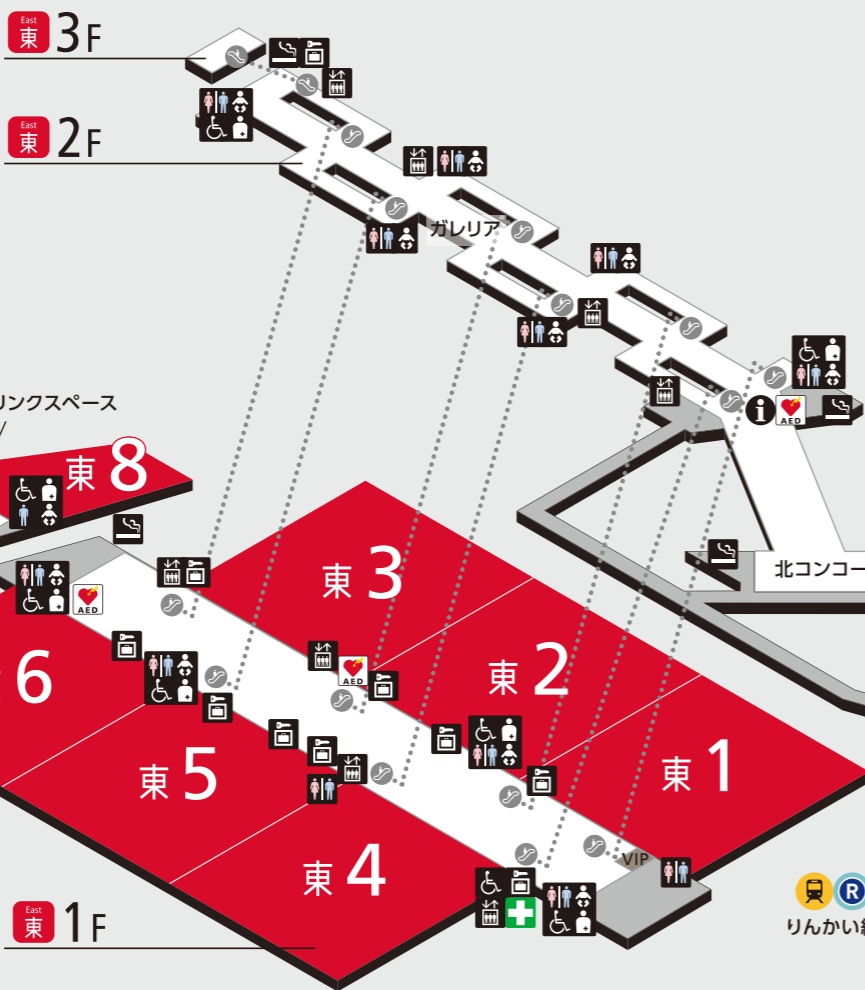 East
東 3F
East
東 2F
ガレリア
リンクスペース
東 8
AED
北コンコー
AED
東 3
AED
6
東 2
東 5
東 1
東 4
VIP
R
りんかい
East
東 1F